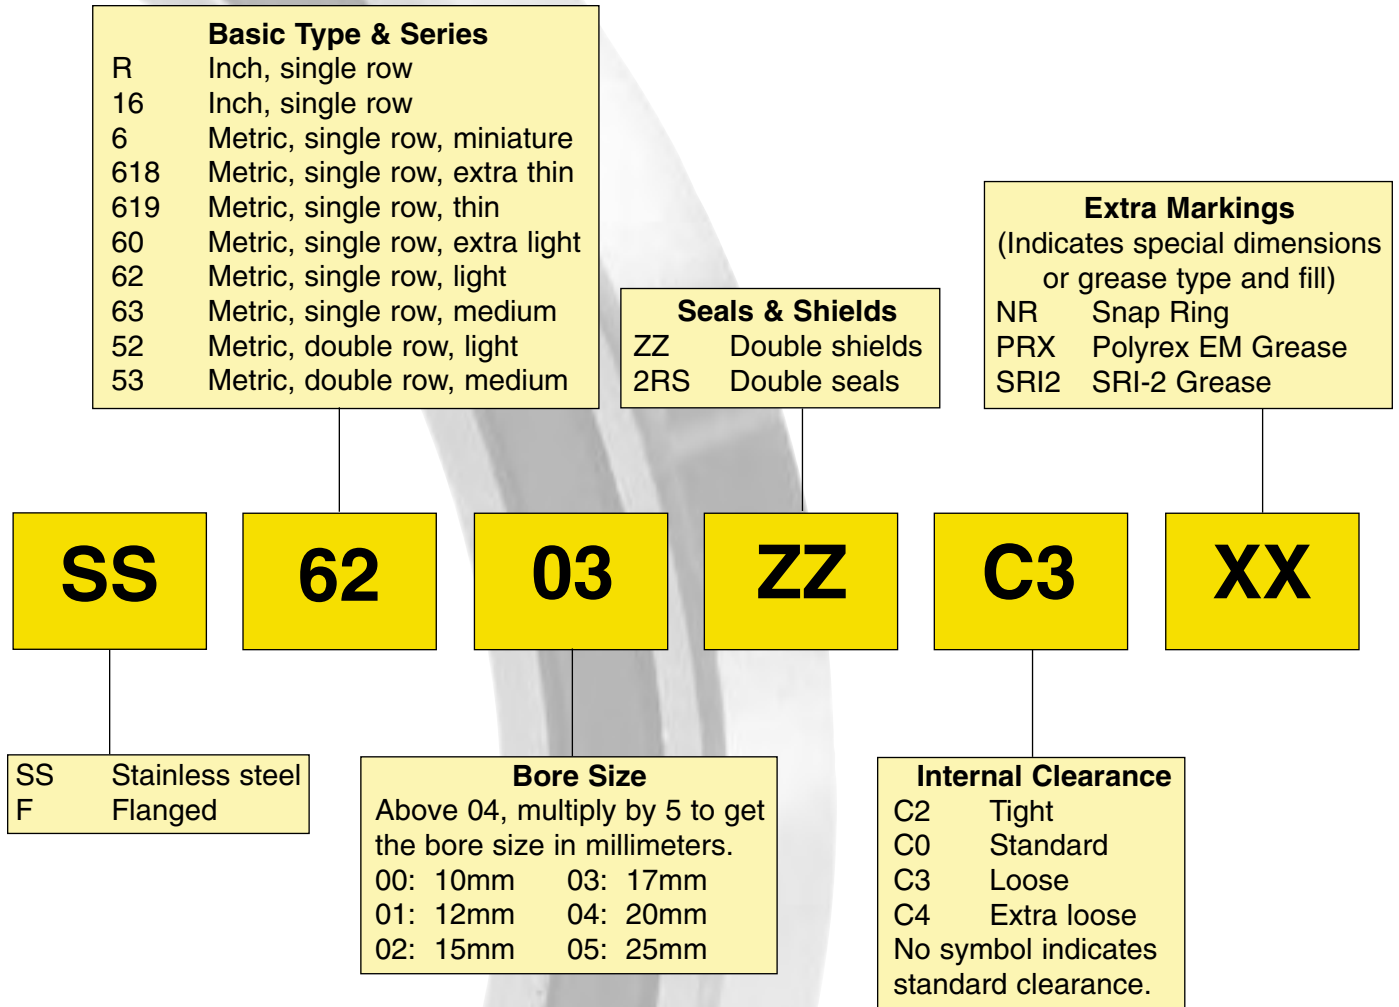 Basic Type & Series
R Inch, single row
16 Inch, single row
6 Metric, single row, miniature
618 Metric, single row, extra thin
619 Metric, single row, thin
60 Metric, single row, extra light
62 Metric, single row, light
63 Metric, single row, medium
52 Metric, double row, light
53 Metric, double row, medium
Seals & Shields
ZZ Double shields
2RS Double seals
Extra Markings
(Indicates special dimensions
or grease type and fill)
NR Snap Ring
PRX Polyrex EM Grease
SRI2 SRI-2 Grease
SS 62 03 ZZ C3 XX
SS Stainless steel
F Flanged
Bore Size
Above 04, multiply by 5 to get
the bore size in millimeters.
00: 10mm 03: 17mm
01: 12mm 04: 20mm
02: 15mm 05: 25mm
Internal Clearance
C2 Tight
C0 Standard
C3 Loose
C4 Extra loose
No symbol indicates
standard clearance.